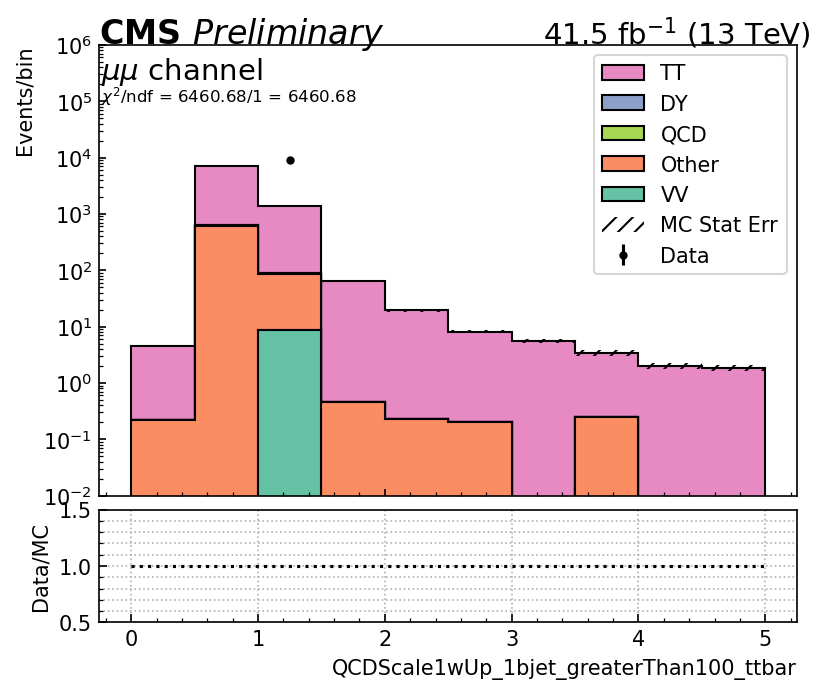 CMS Preliminary 41.5 fb⁻¹ (13 TeV)
μμ channel
χ²/ndf = 6460.68/1 = 6460.68
Events/bin
10⁶
10⁵
10⁴
10³
10²
10¹
10⁰
10⁻¹
10⁻²
TT
DY
QCD
Other
VV
MC Stat Err
Data
Data/MC
1.5
1.0
0.5
0 1 2 3 4 5
QCDScale1wUp_1bjet_greaterThan100_ttbar